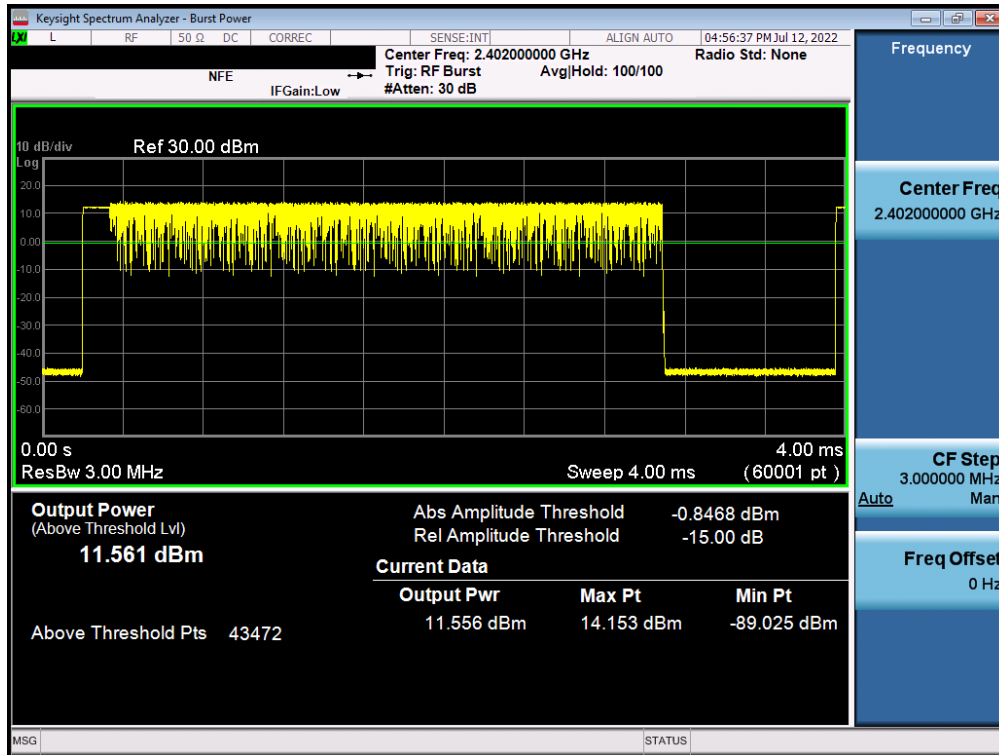 Keysight Spectrum Analyzer - Burst Power
LXI L RF 50 Ω DC CORREC SENSE:INT ALIGN AUTO 04:56:37 PM Jul 12, 2022
Center Freq: 2.402000000 GHz Radio Std: None
NFE Trig: RF Burst Avg|Hold: 100/100
IFGain:Low #Atten: 30 dB
10 dB/div Ref 30.00 dBm
Log
20.0
10.0
0.00
-10.0
-20.0
-30.0
-40.0
-50.0
-60.0
0.00 s 4.00 ms
ResBw 3.00 MHz Sweep 4.00 ms (60001 pt )
Output Power
(Above Threshold Lvl)
11.561 dBm
Above Threshold Pts 43472
Abs Amplitude Threshold -0.8468 dBm
Rel Amplitude Threshold -15.00 dB
Current Data
Output Pwr Max Pt Min Pt
11.556 dBm 14.153 dBm -89.025 dBm
Frequency
Center Freq
2.402000000 GHz
CF Step
3.000000 MHz
Auto Man
Freq Offset
0 Hz
MSG STATUS